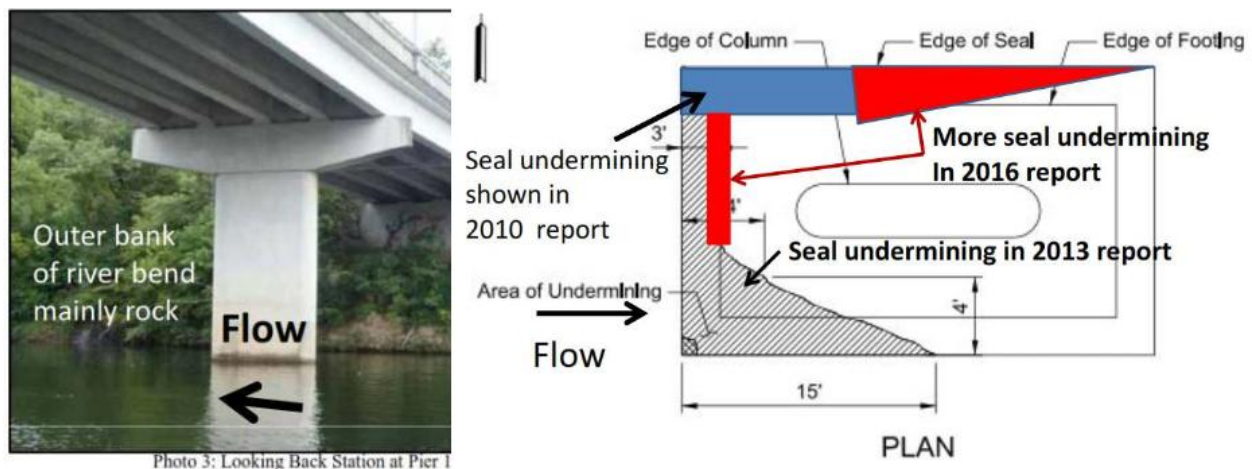 Outer bank
of river bend
mainly rock
Flow
Photo 3: Looking Back Station at Pier 1
Edge of Column
Edge of Seal
Edge of Footing
Seal undermining
shown in
2010 report
3'
More seal undermining
In 2016 report
4'
Seal undermining in 2013 report
Area of Undermining
4'
Flow
15'
PLAN